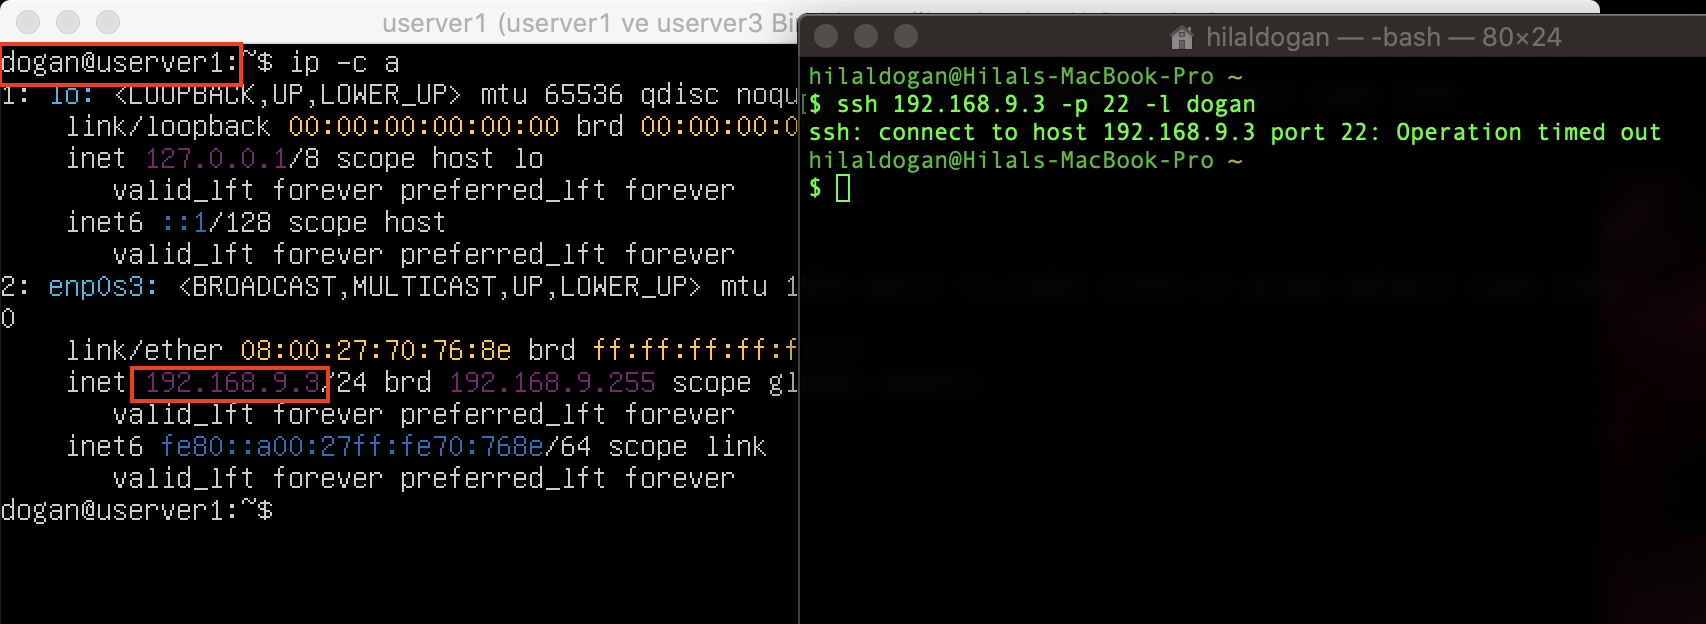 userver1 (userver1 ve userver3 Bi
dogan@userver1:~$ ip -c a
1: lo: <LOOPBACK,UP,LOWER_UP> mtu 65536 qdisc noqu
link/loopback 00:00:00:00:00:00 brd 00:00:00:0
inet 127.0.0.1/8 scope host lo
valid_lft forever preferred_lft forever
inet6 ::1/128 scope host
valid_lft forever preferred_lft forever
2: enp0s3: <BROADCAST,MULTICAST,UP,LOWER_UP> mtu 1
0
link/ether 08:00:27:70:76:8e brd ff:ff:ff:ff:f
inet 192.168.9.3/24 brd 192.168.9.255 scope gl
valid_lft forever preferred_lft forever
inet6 fe80::a00:27ff:fe70:768e/64 scope link
valid_lft forever preferred_lft forever
dogan@userver1:~$
hilaldogan — -bash — 80×24
hilaldogan@Hilals-MacBook-Pro ~
[$ ssh 192.168.9.3 -p 22 -l dogan
ssh: connect to host 192.168.9.3 port 22: Operation timed out
hilaldogan@Hilals-MacBook-Pro ~
$